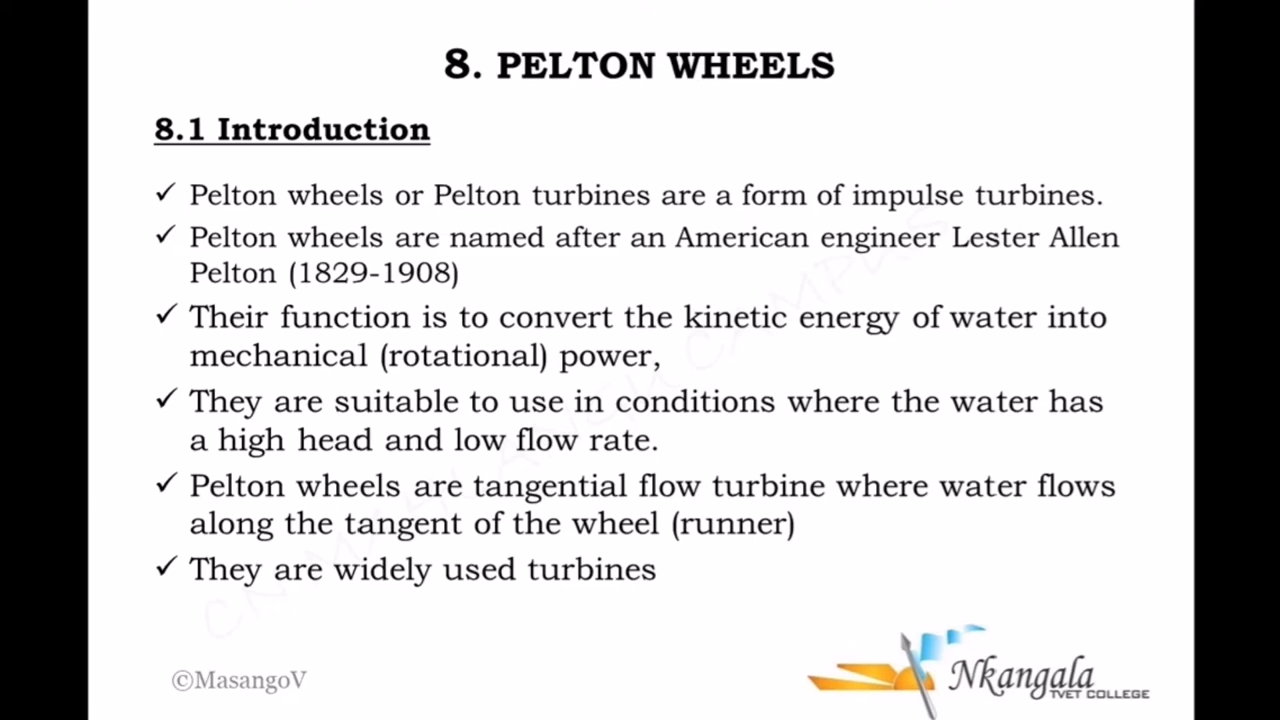 8. PELTON WHEELS
8.1 Introduction
✓ Pelton wheels or Pelton turbines are a form of impulse turbines.
✓ Pelton wheels are named after an American engineer Lester Allen
Pelton (1829-1908)
✓ Their function is to convert the kinetic energy of water into
mechanical (rotational) power,
✓ They are suitable to use in conditions where the water has
a high head and low flow rate.
✓ Pelton wheels are tangential flow turbine where water flows
along the tangent of the wheel (runner)
✓ They are widely used turbines
©MasangoV
Nkangala
TVET COLLEGE